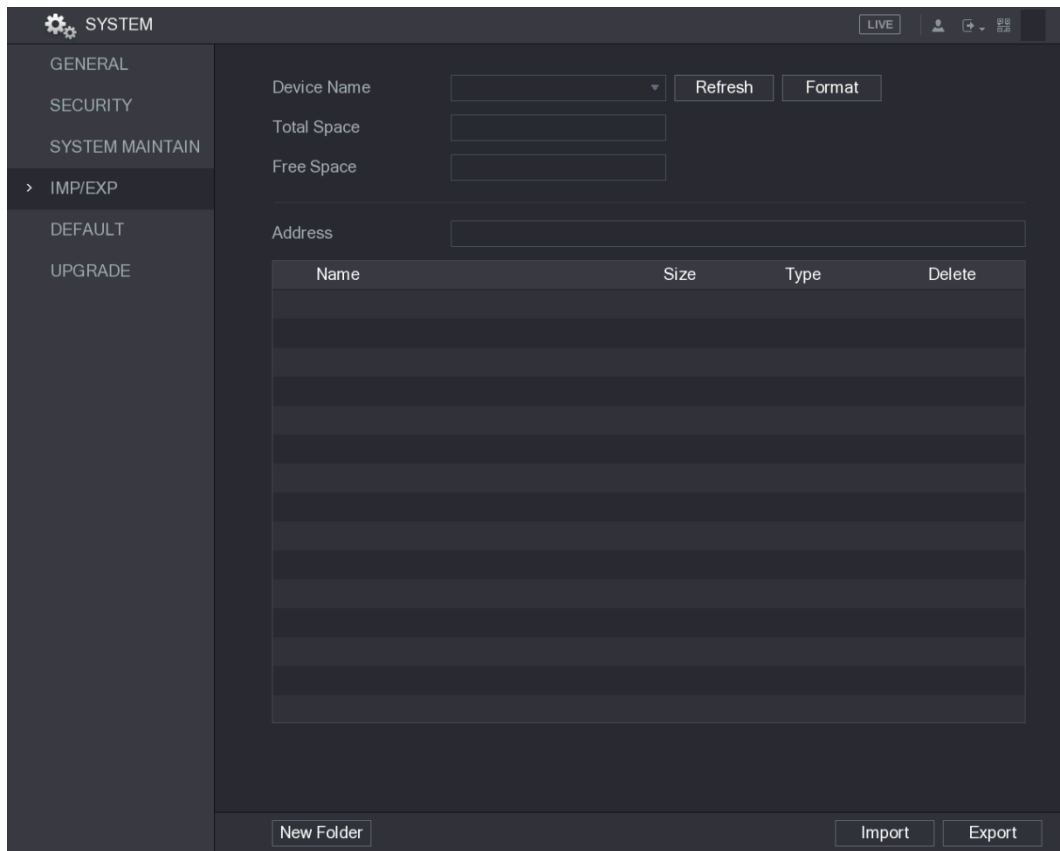 SYSTEM
LIVE
GENERAL
SECURITY
SYSTEM MAINTAIN
IMP/EXP
DEFAULT
UPGRADE
Device Name
Refresh
Format
Total Space
Free Space
Address
Name Size Type Delete
New Folder
Import
Export